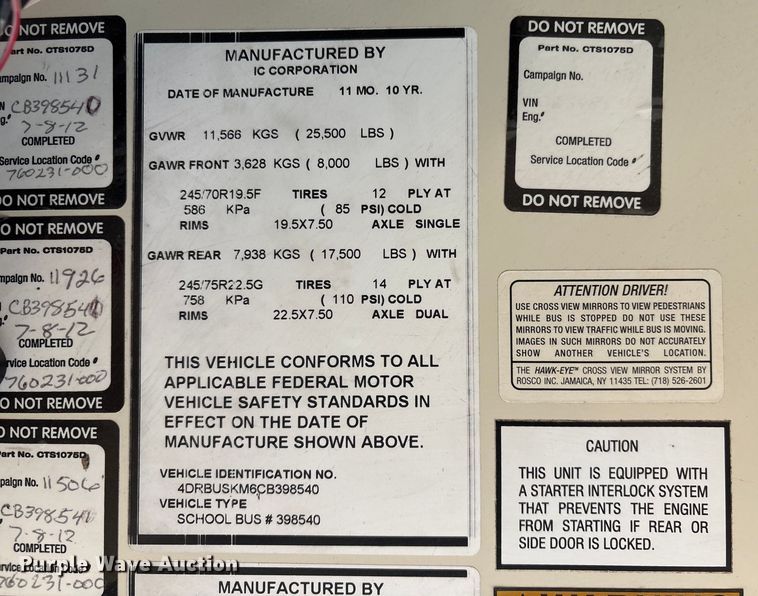 DO NOT REMOVE
Part No. CTS1075D
Campaign No. 11131
CB398540
Eng.#
7-8-12
COMPLETED
Service Location Code #
760231-000
DO NOT REMOVE
DO NOT REMOVE
Part No. CTS1075D
Campaign No. 11926
CB398540
7-8-12
COMPLETED
Service Location Code #
760231-000
DO NOT REMOVE
DO NOT REMOVE
Part No. CTS1075D
Campaign No. 11506
CB398540
7-8-12
COMPLETED
Service Location Code #
760231-000
MANUFACTURED BY
IC CORPORATION
DATE OF MANUFACTURE 11 MO. 10 YR.
GVWR 11,566 KGS ( 25,500 LBS )
GAWR FRONT 3,628 KGS ( 8,000 LBS ) WITH
245/70R19.5F TIRES 12 PLY AT
586 KPa ( 85 PSI) COLD
RIMS 19.5X7.50 AXLE SINGLE
GAWR REAR 7,938 KGS ( 17,500 LBS ) WITH
245/75R22.5G TIRES 14 PLY AT
758 KPa ( 110 PSI) COLD
RIMS 22.5X7.50 AXLE DUAL
THIS VEHICLE CONFORMS TO ALL
APPLICABLE FEDERAL MOTOR
VEHICLE SAFETY STANDARDS IN
EFFECT ON THE DATE OF
MANUFACTURE SHOWN ABOVE.
VEHICLE IDENTIFICATION NO.
4DRBUSKM6CB398540
VEHICLE TYPE
SCHOOL BUS # 398540
MANUFACTURED BY
DO NOT REMOVE
Part No. CTS1075D
Campaign No.
VIN
Eng.#
COMPLETED
Service Location Code #
DO NOT REMOVE
ATTENTION DRIVER!
USE CROSS VIEW MIRRORS TO VIEW PEDESTRIANS
WHILE BUS IS STOPPED DO NOT USE THESE
MIRRORS TO VIEW TRAFFIC WHILE BUS IS MOVING.
IMAGES IN SUCH MIRRORS DO NOT ACCURATELY
SHOW ANOTHER VEHICLE'S LOCATION.
THE HAWK-EYE™ CROSS VIEW MIRROR SYSTEM BY
ROSCO INC. JAMAICA, NY 11435 TEL: (718) 526-2601
CAUTION
THIS UNIT IS EQUIPPED WITH
A STARTER INTERLOCK SYSTEM
THAT PREVENTS THE ENGINE
FROM STARTING IF REAR OR
SIDE DOOR IS LOCKED.
Purple Wave Auction